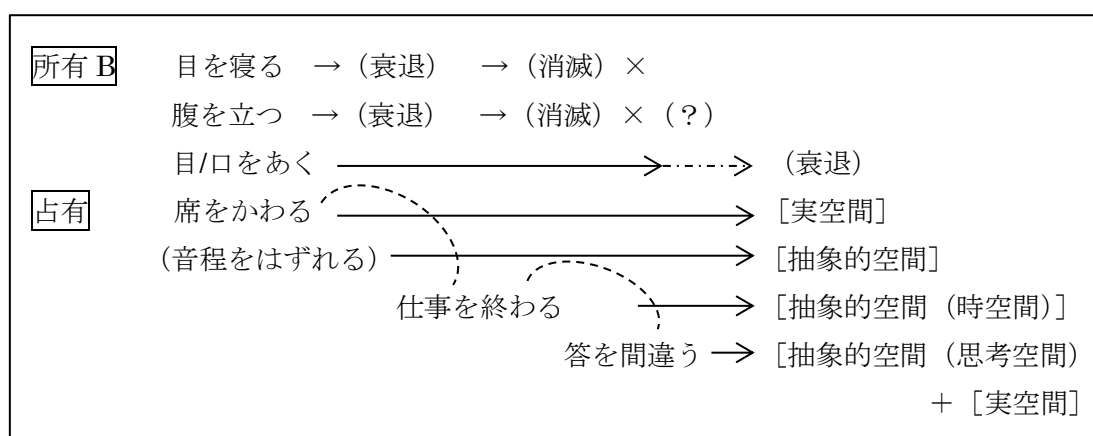 所有 B 目を寝る → (衰退) → (消滅) ×
腹を立つ → (衰退) → (消滅) × (?)
目/口をあく (衰退)
占有 席をかわる [実空間]
(音程をはずれる) [抽象的空間]
仕事を終わる [抽象的空間 (時空間)]
答を間違う [抽象的空間 (思考空間)
+ [実空間]